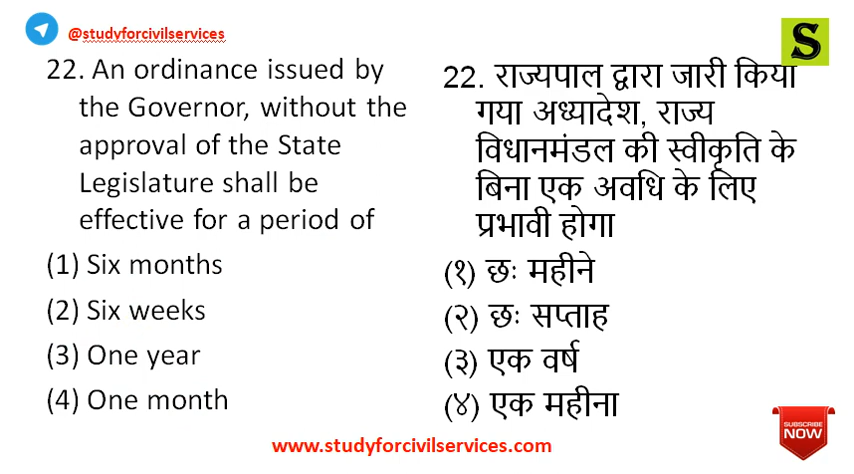 @studyforcivilservices
S
22. An ordinance issued by
the Governor, without the
approval of the State
Legislature shall be
effective for a period of
(1) Six months
(2) Six weeks
(3) One year
(4) One month
22. राज्यपाल द्वारा जारी किया
गया अध्यादेश, राज्य
विधानमंडल की स्वीकृति के
बिना एक अवधि के लिए
प्रभावी होगा
(१) छः महीने
(२) छः सप्ताह
(३) एक वर्ष
(४) एक महीना
SUBSCRIBE
NOW
www.studyforcivilservices.com